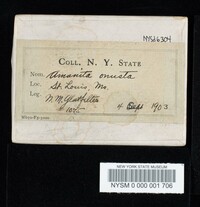 NYSf6304
COLL. N. Y. STATE
Nom. Amanita onusta
Loc. St. Louis, Mo.
Leg.
N. M. Glatfelter
4 Sept 1903
NEW YORK STATE MUSEUM
NYSM 0 000 001 706